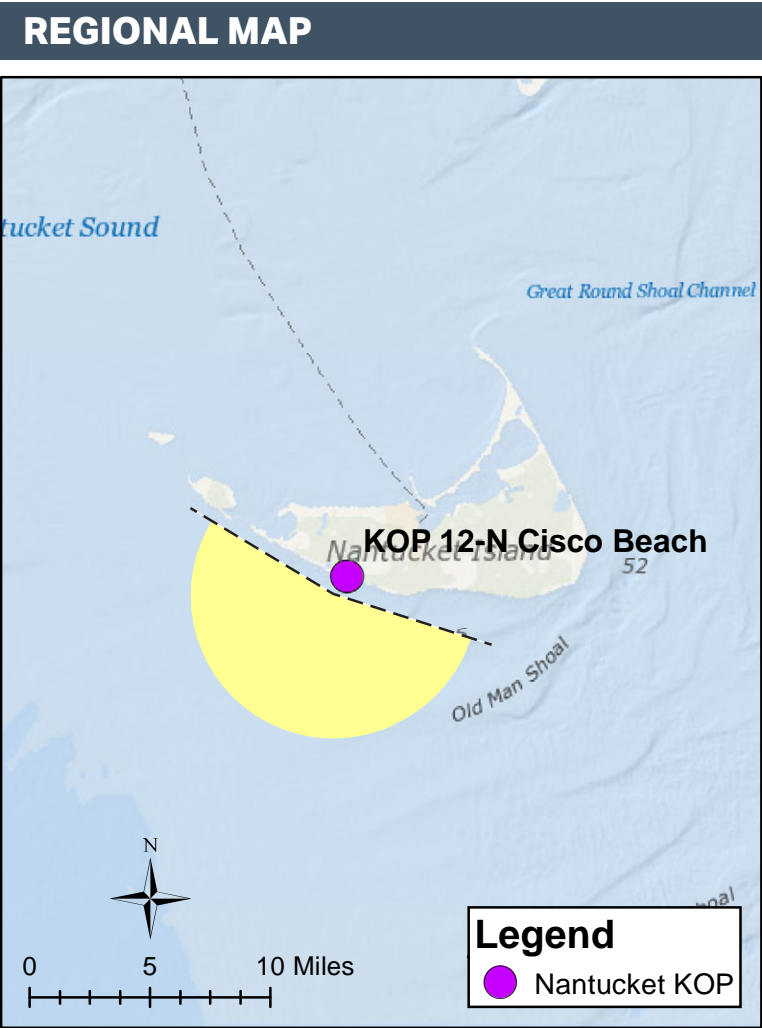 REGIONAL MAP
tucket Sound
Great Round Shoal Channel
KOP 12-N Cisco Beach
Nantucket Island
52
Old Man Shoal
hoal
N
0 5 10 Miles
Legend
Nantucket KOP